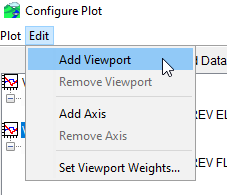 Configure Plot
Plot Edit
Add Viewport
Remove Viewport
Add Axis
Remove Axis
Set Viewport Weights...
d Data
REV EL
REV FL